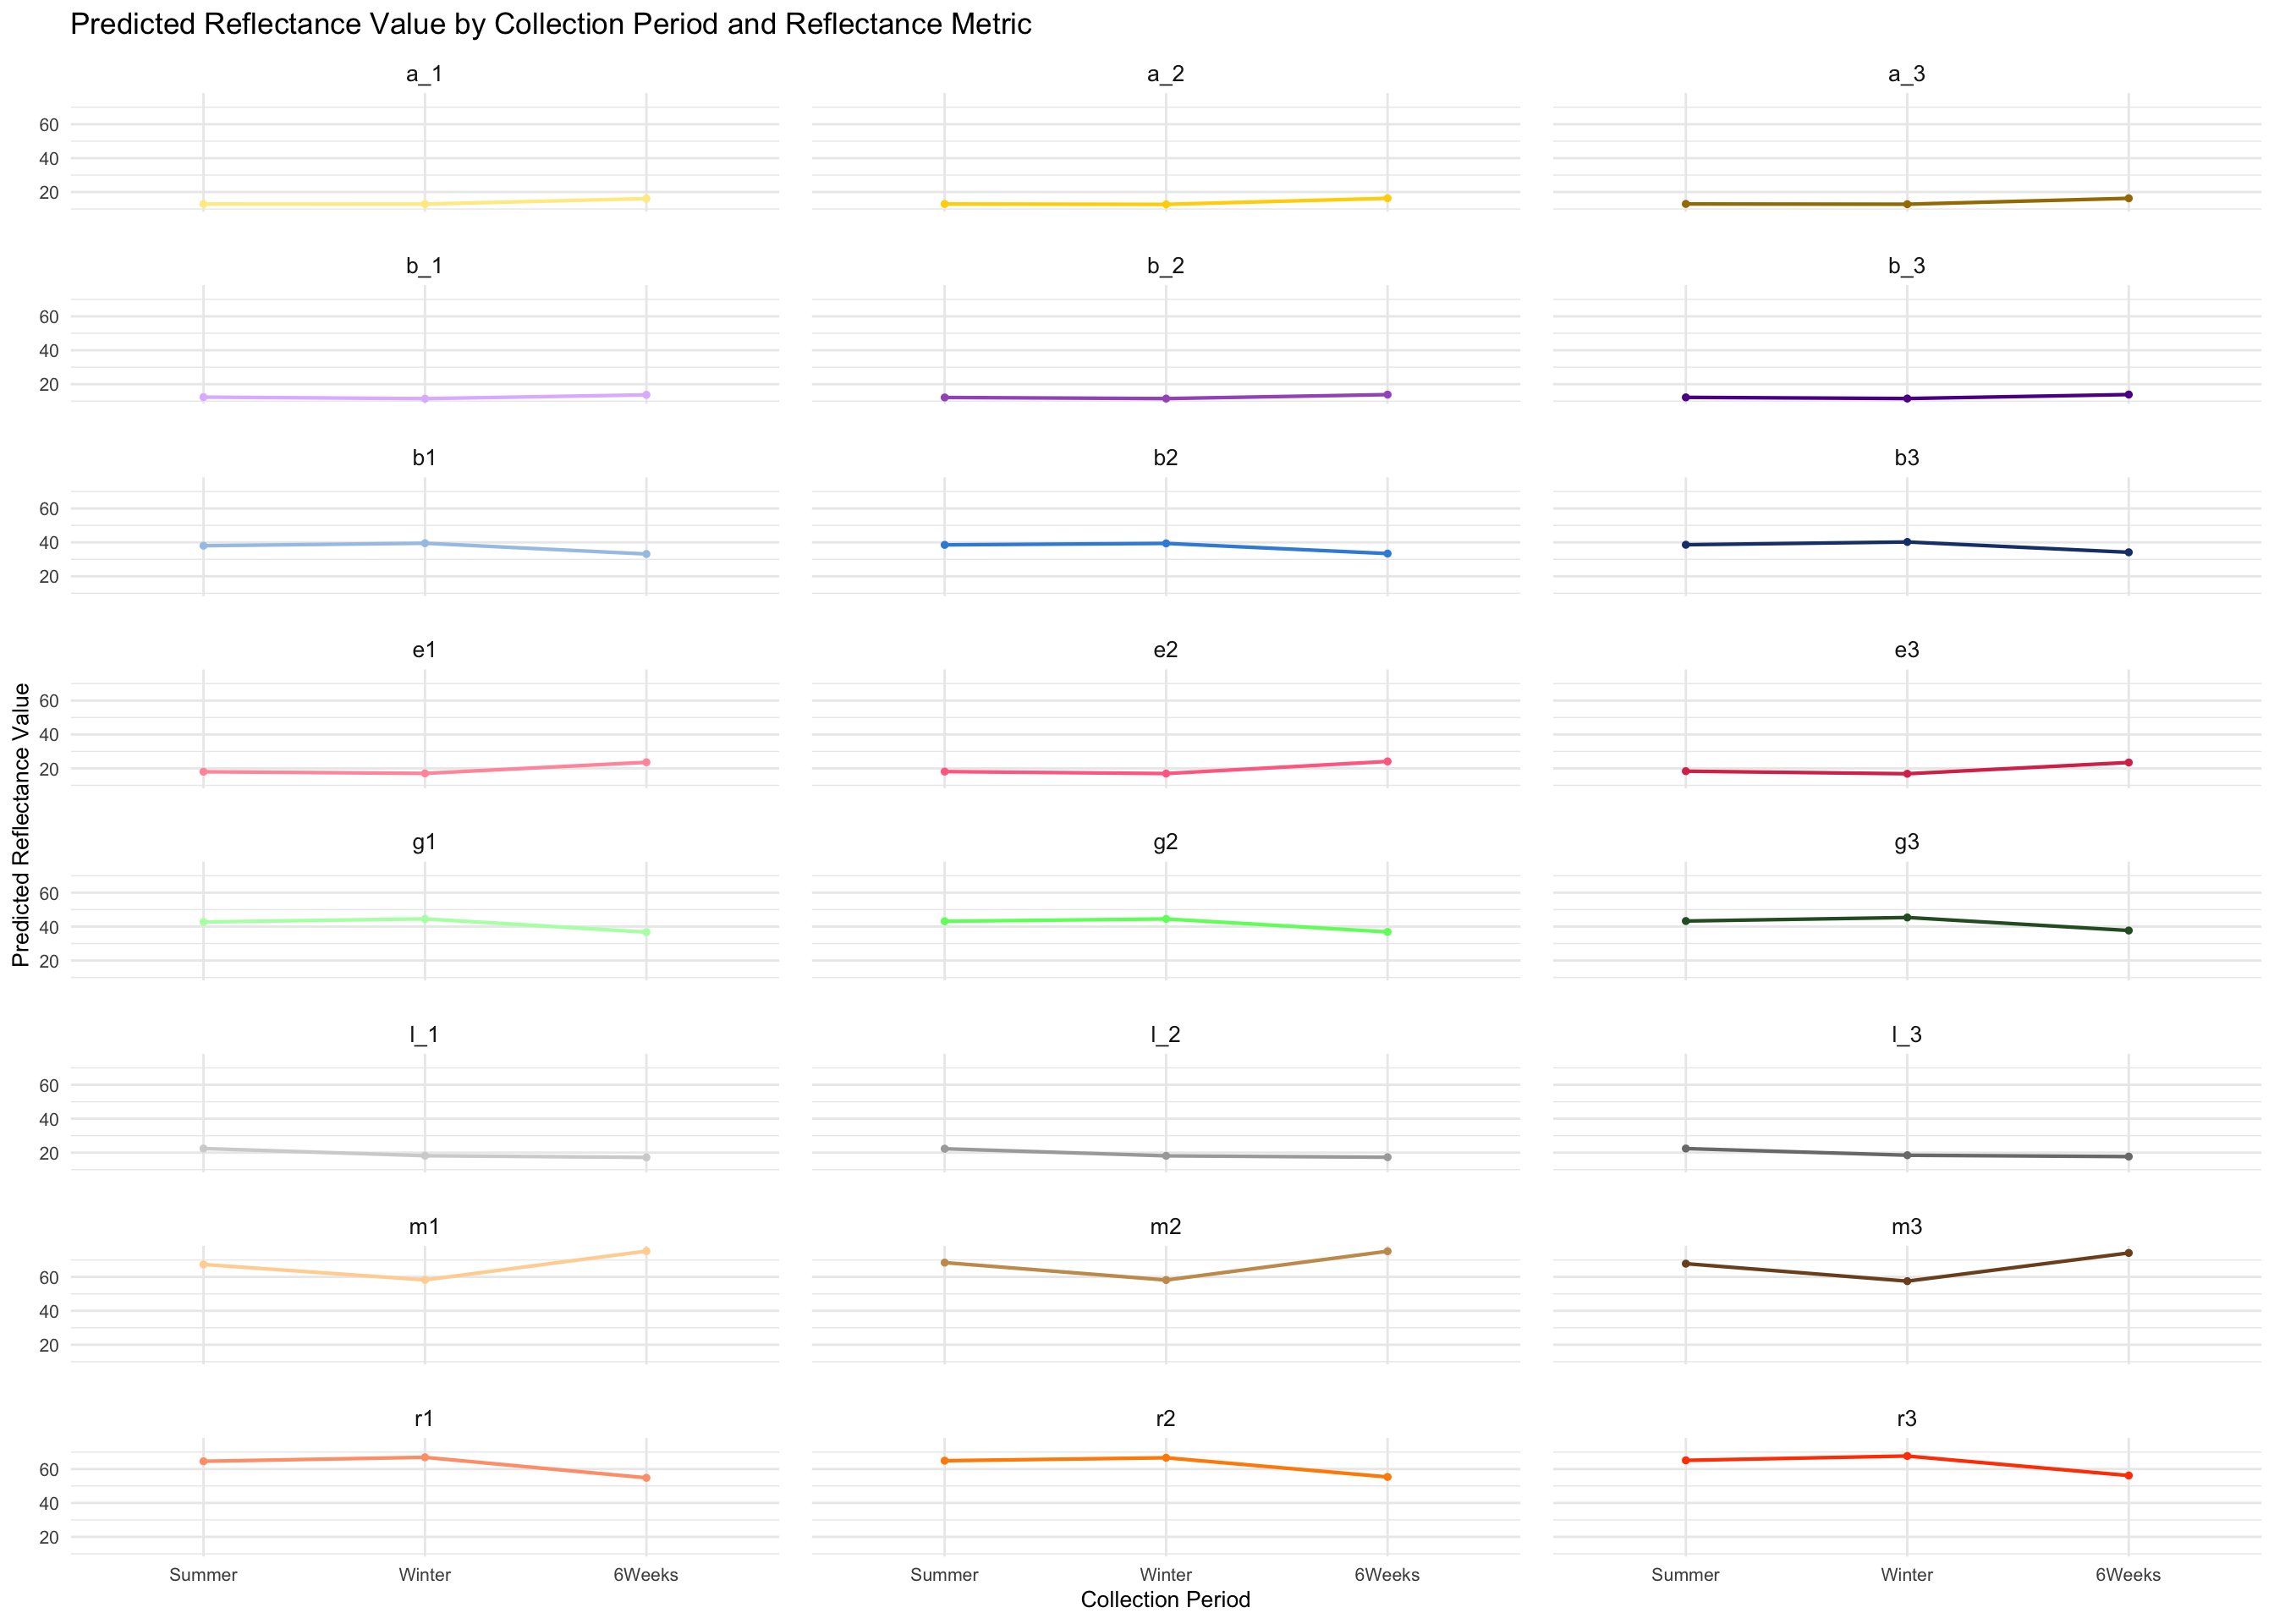 Predicted Reflectance Value by Collection Period and Reflectance Metric
a_1 a_2 a_3
60
40
20
b_1 b_2 b_3
60
40
20
b1 b2 b3
60
40
20
e1 e2 e3
60
40
20
g1 g2 g3
60
40
20
l_1 l_2 l_3
60
40
20
m1 m2 m3
60
40
20
r1 r2 r3
60
40
20
Summer Winter 6Weeks Summer Winter 6Weeks Summer Winter 6Weeks
Collection Period
Predicted Reflectance Value